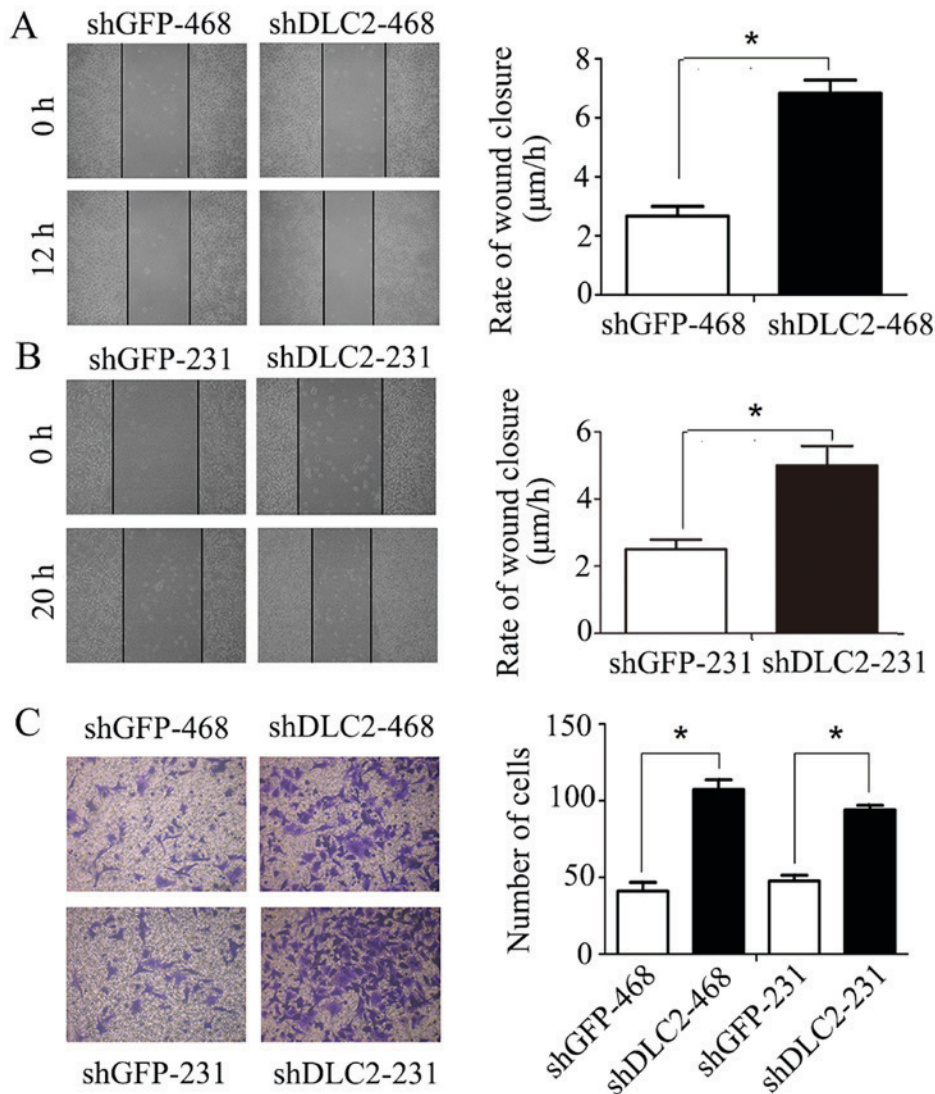 A
shGFP-468 shDLC2-468
0 h
12 h
Rate of wound closure
(μm/h)
8
6
4
2
0
*
shGFP-468 shDLC2-468
B
shGFP-231 shDLC2-231
0 h
20 h
Rate of wound closure
(μm/h)
6
4
2
0
*
shGFP-231 shDLC2-231
C
shGFP-468 shDLC2-468
shGFP-231 shDLC2-231
Number of cells
150
100
50
0
* *
shGFP-468
shDLC2-468
shGFP-231
shDLC2-231